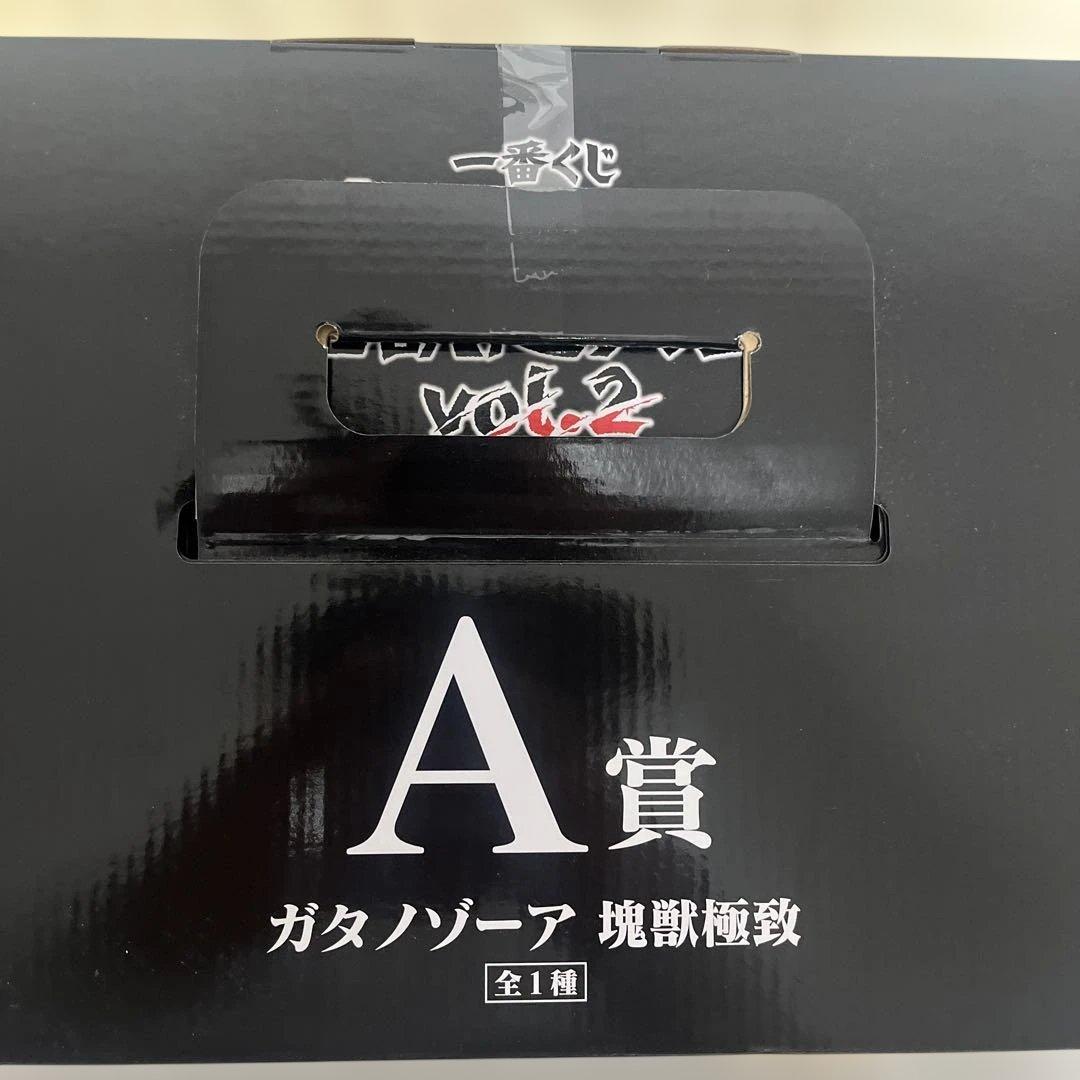 一番くじ
vol.2
A賞
ガタノゾーア 塊獣極致
全1種